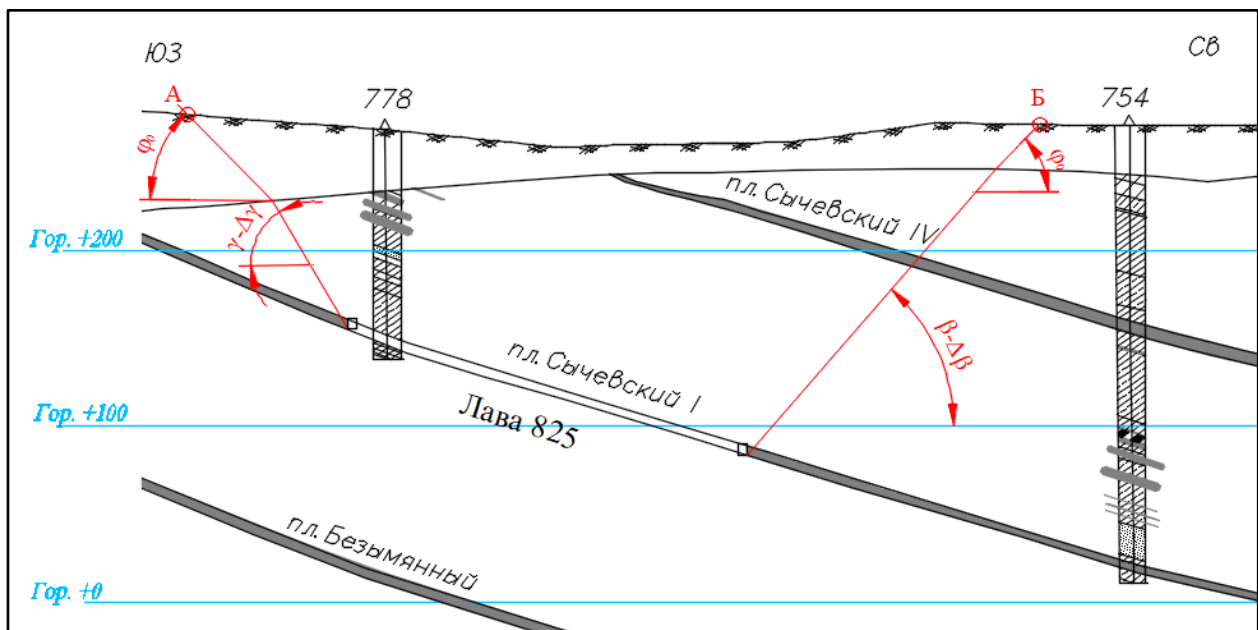 ЮЗ
СВ
А
778
Б
754
φ₀
φ₀
пл. Сычевский IV
γ-Δγ
Гор. +200
β-Δβ
пл. Сычевский I
Лава 825
Гор. +100
пл. Безымянный
Гор. +0